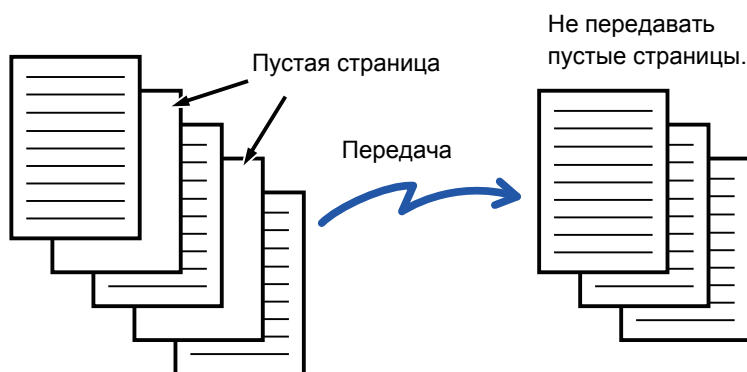 Не передавать
пустые страницы.
Пустая страница
Передача